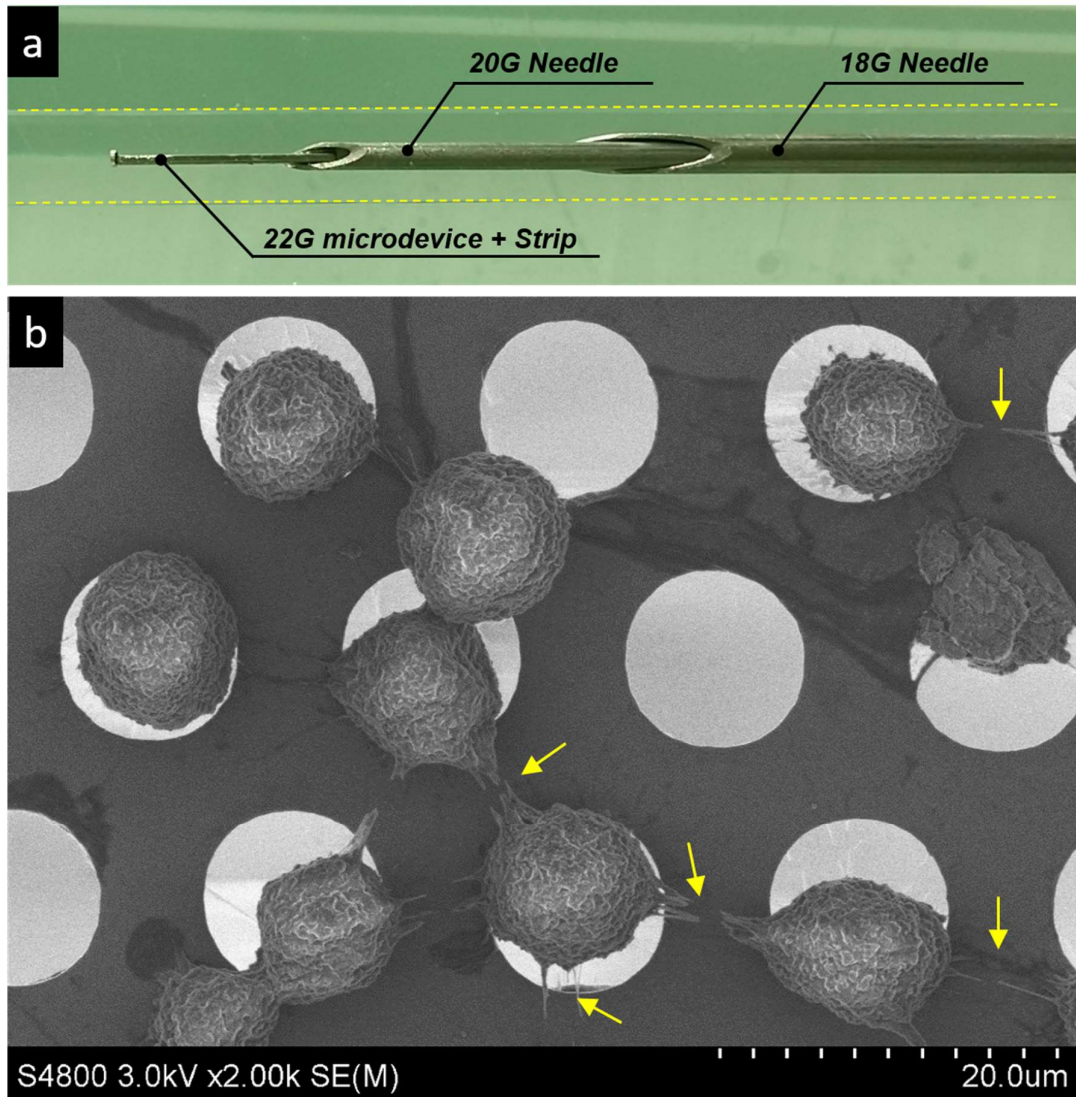 a
20G Needle
18G Needle
22G microdevice + Strip
b
S4800 3.0kV x2.00k SE(M)
20.0um